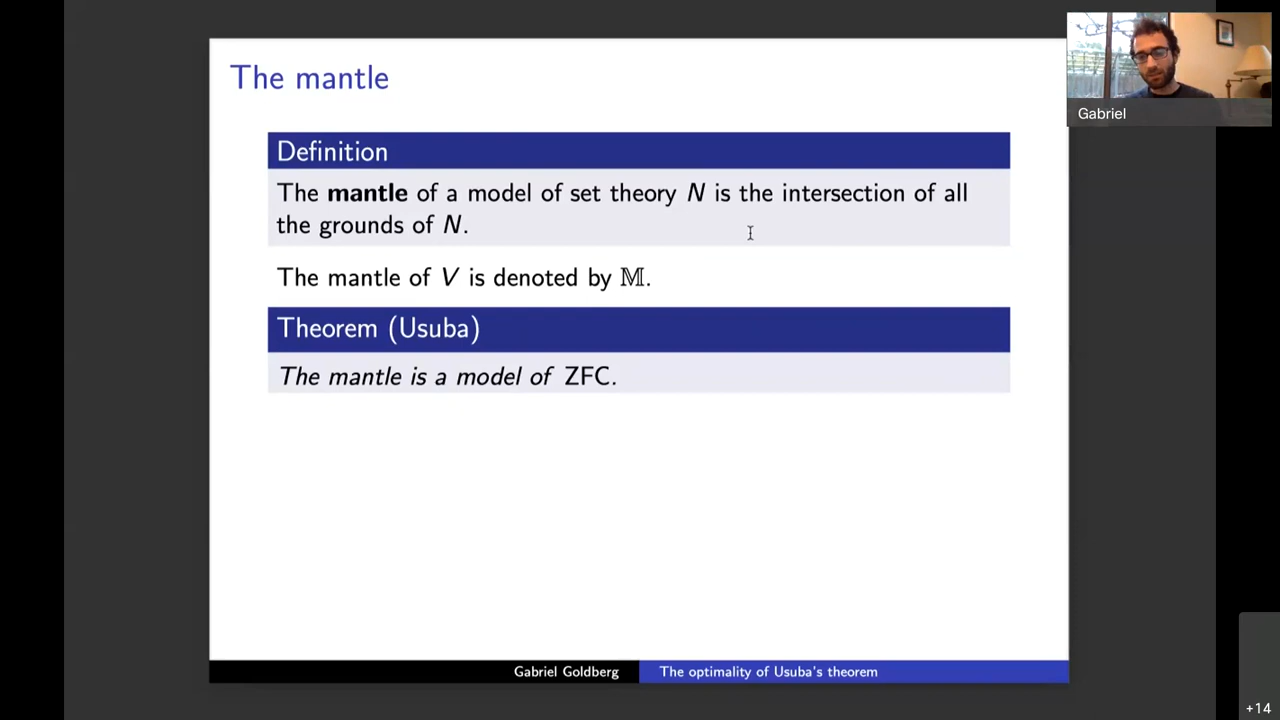 The mantle
Definition
The mantle of a model of set theory N is the intersection of all
the grounds of N.
The mantle of V is denoted by 𝕄.
Theorem (Usuba)
The mantle is a model of ZFC.
Gabriel Goldberg
The optimality of Usuba's theorem
Gabriel
+14